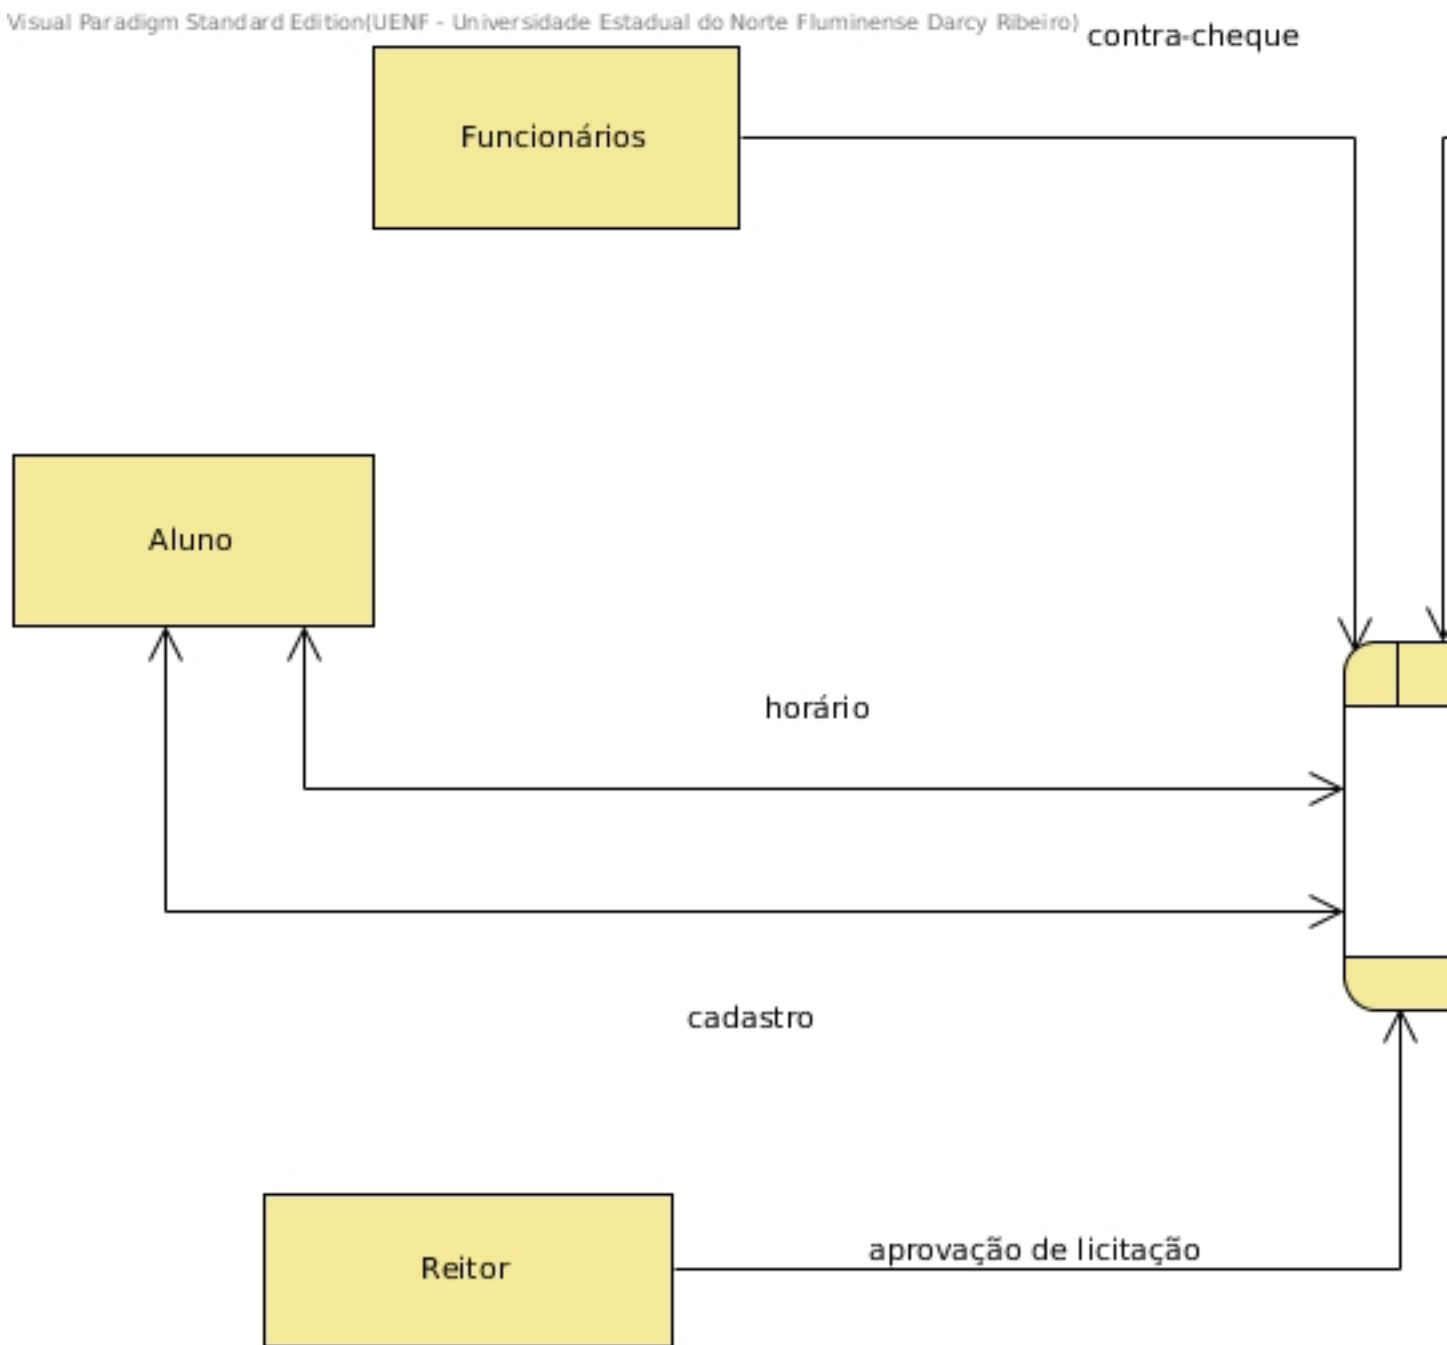 Visual Paradigm Standard Edition(UENF - Universidade Estadual do Norte Fluminense Darcy Ribeiro)
contra-cheque
Funcionários
Aluno
horário
cadastro
aprovação de licitação
Reitor